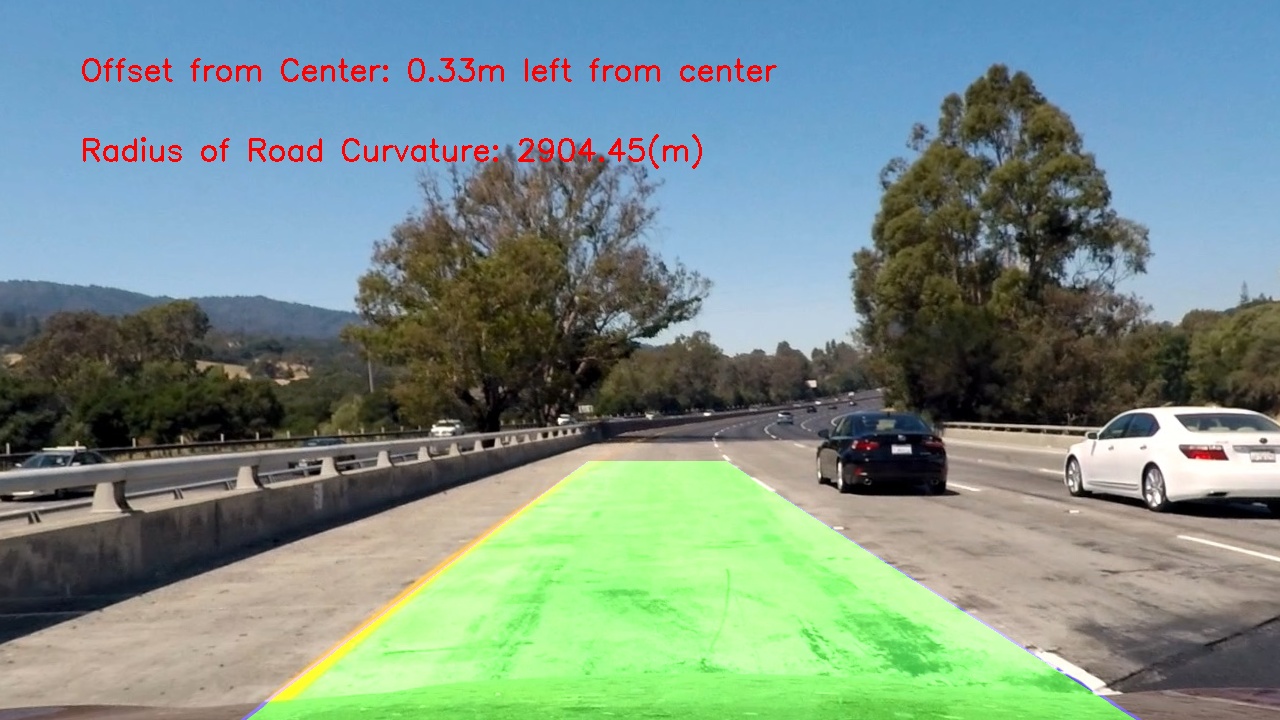 Offset from Center: 0.33m left from center
Radius of Road Curvature: 2904.45(m)